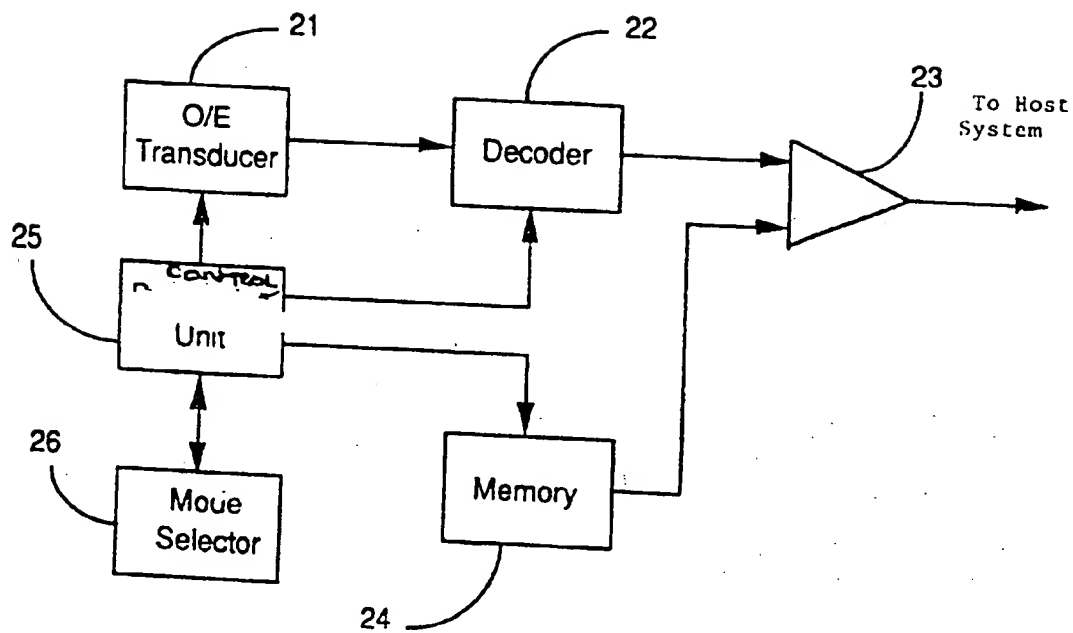 21
22
23
To Host
System
O/E
Transducer
Decoder
25
control
Unit
26
Moue
Selector
Memory
24